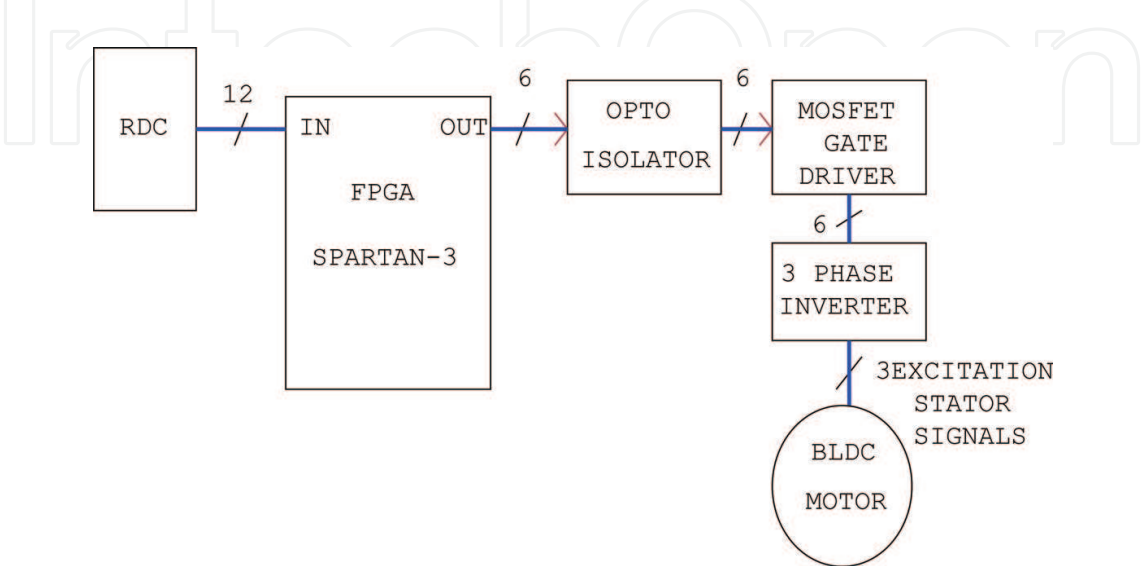 IntechOpen
RDC
12
IN
OUT
FPGA
SPARTAN-3
6
OPTO
ISOLATOR
6
MOSFET
GATE
DRIVER
6
3 PHASE
INVERTER
3EXCITATION
STATOR
SIGNALS
BLDC
MOTOR